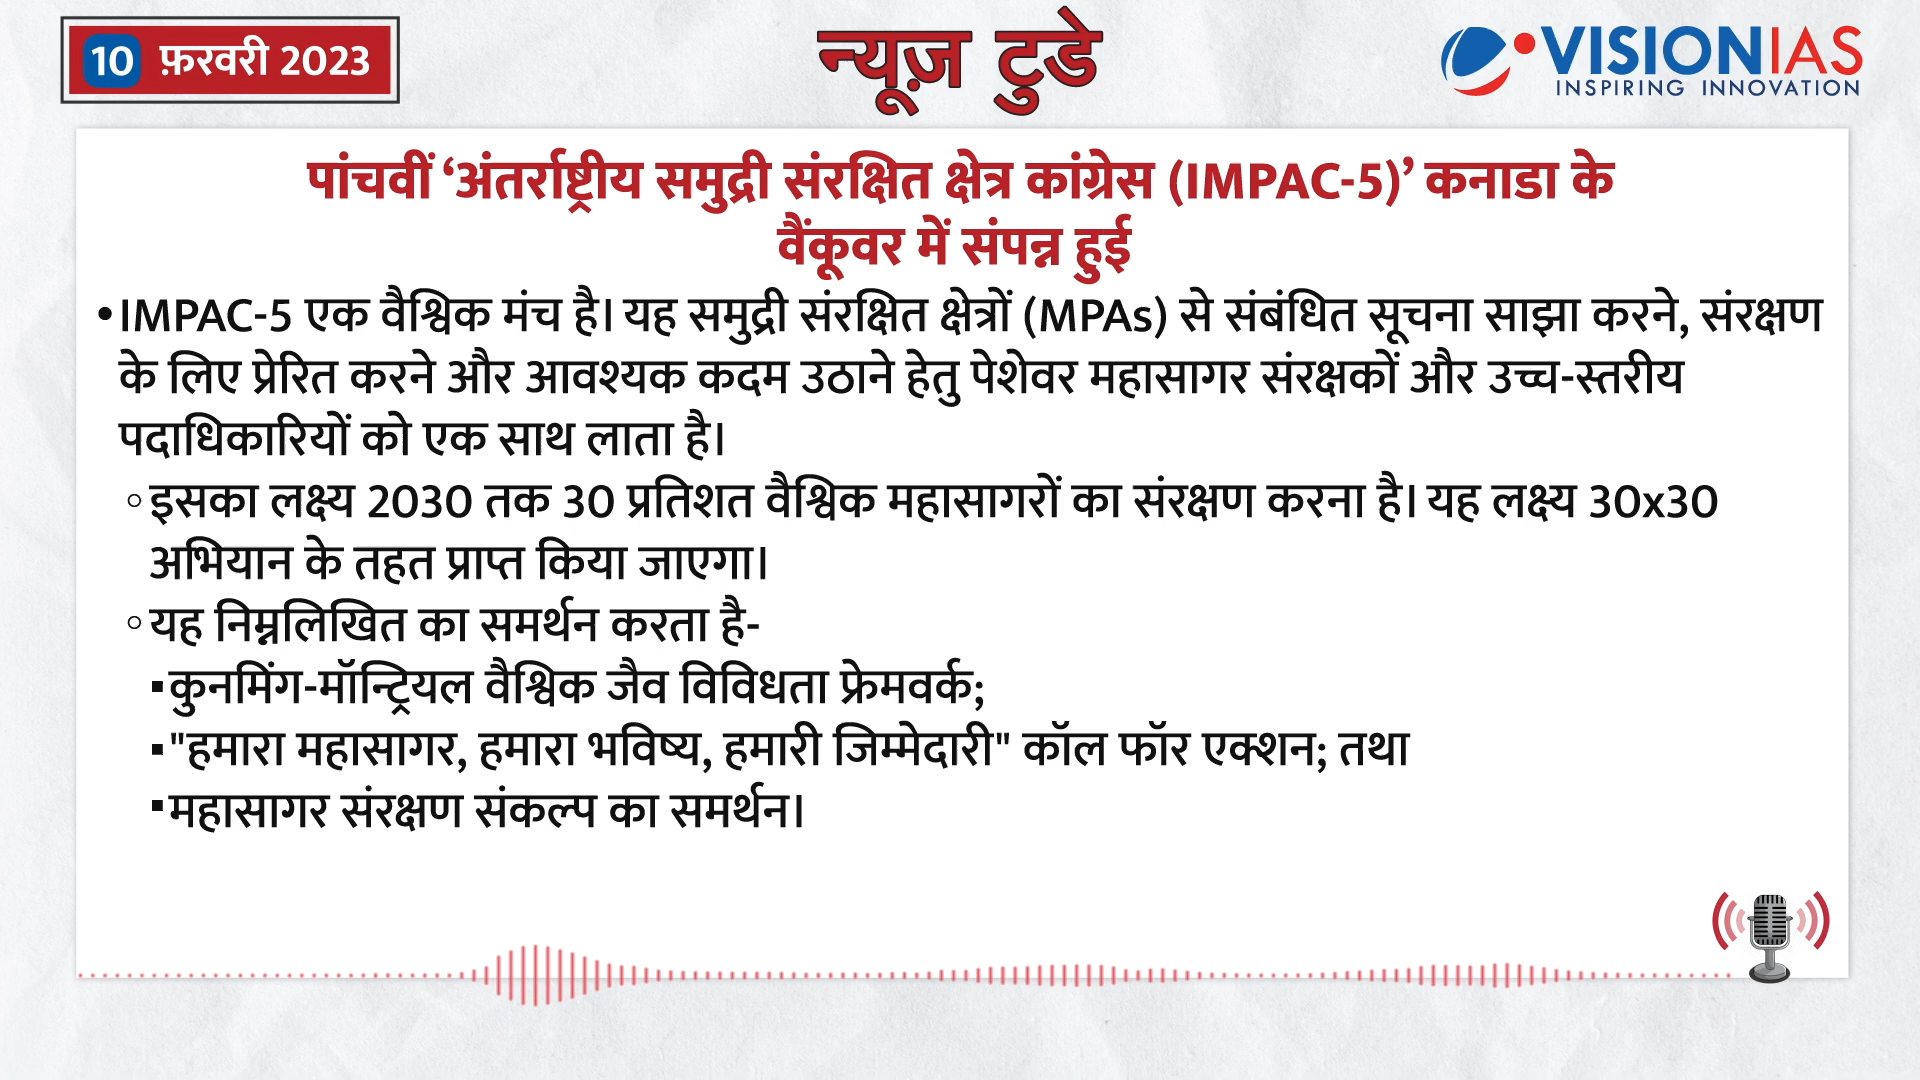 10 फ़रवरी 2023
न्यूज़ टुडे
VISIONIAS
INSPIRING INNOVATION
पांचवीं ‘अंतर्राष्ट्रीय समुद्री संरक्षित क्षेत्र कांग्रेस (IMPAC-5)’ कनाडा के
वैंकूवर में संपन्न हुई
•IMPAC-5 एक वैश्विक मंच है। यह समुद्री संरक्षित क्षेत्रों (MPAs) से संबंधित सूचना साझा करने, संरक्षण
के लिए प्रेरित करने और आवश्यक कदम उठाने हेतु पेशेवर महासागर संरक्षकों और उच्च-स्तरीय
पदाधिकारियों को एक साथ लाता है।
◦इसका लक्ष्य 2030 तक 30 प्रतिशत वैश्विक महासागरों का संरक्षण करना है। यह लक्ष्य 30x30
अभियान के तहत प्राप्त किया जाएगा।
◦यह निम्नलिखित का समर्थन करता है-
▪कुनमिंग-मॉन्ट्रियल वैश्विक जैव विविधता फ्रेमवर्क;
▪"हमारा महासागर, हमारा भविष्य, हमारी जिम्मेदारी" कॉल फॉर एक्शन; तथा
▪महासागर संरक्षण संकल्प का समर्थन।